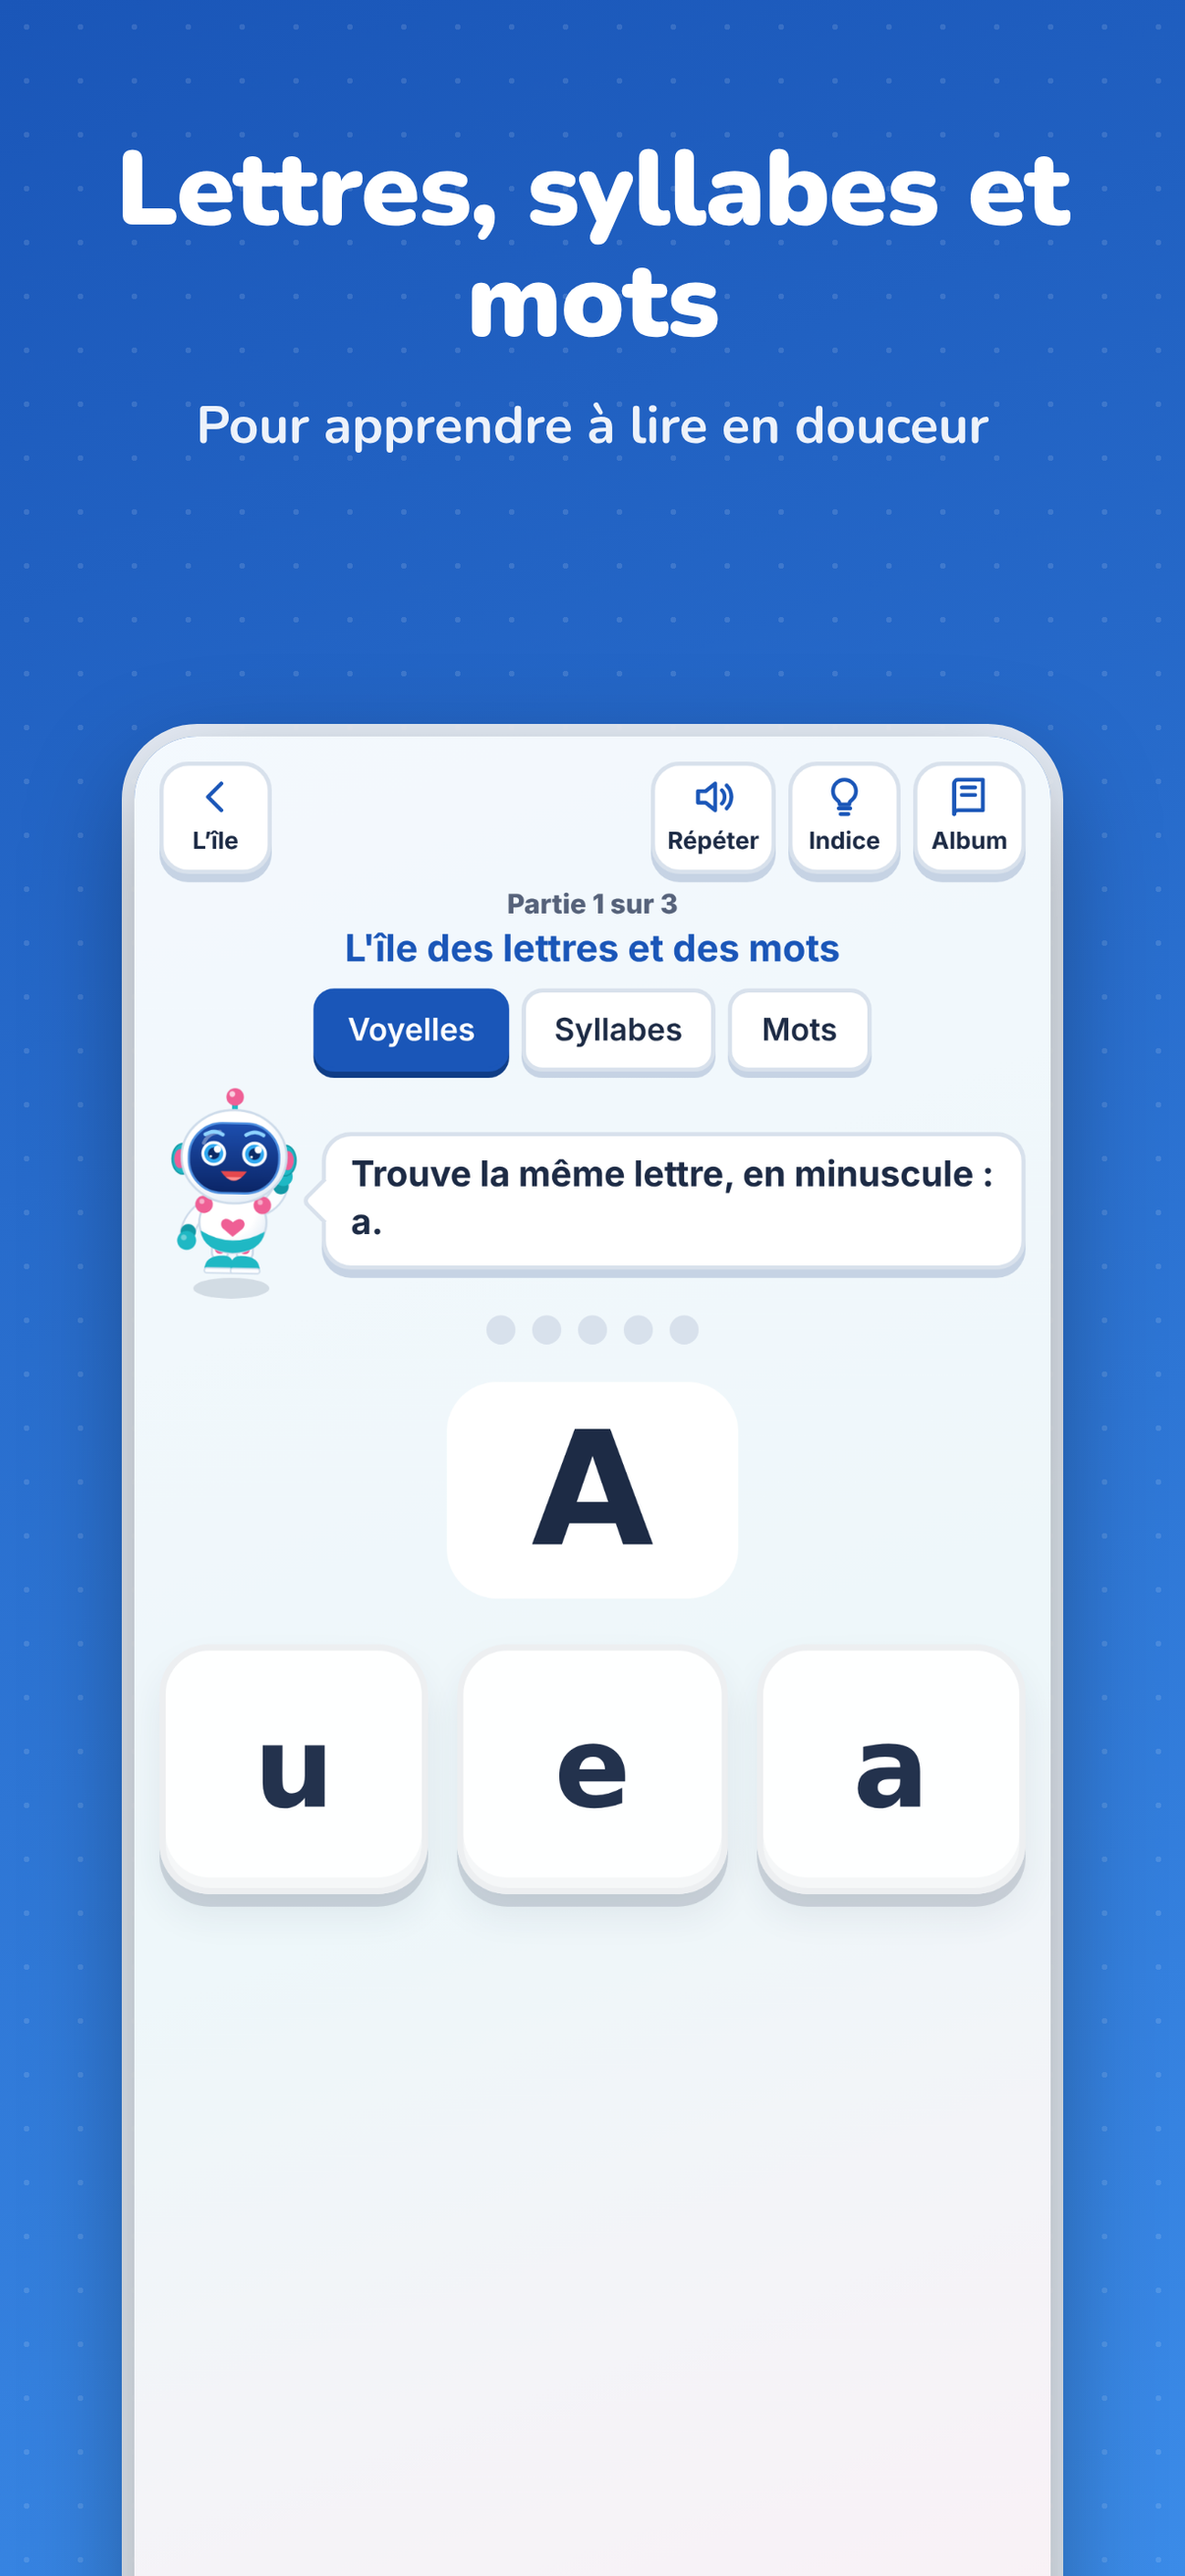 Lettres, syllabes et
mots
Pour apprendre à lire en douceur
L'île
Répéter
Indice
Album
Partie 1 sur 3
L'île des lettres et des mots
Voyelles
Syllabes
Mots
Trouve la même lettre, en minuscule :
a.
A
u
e
a